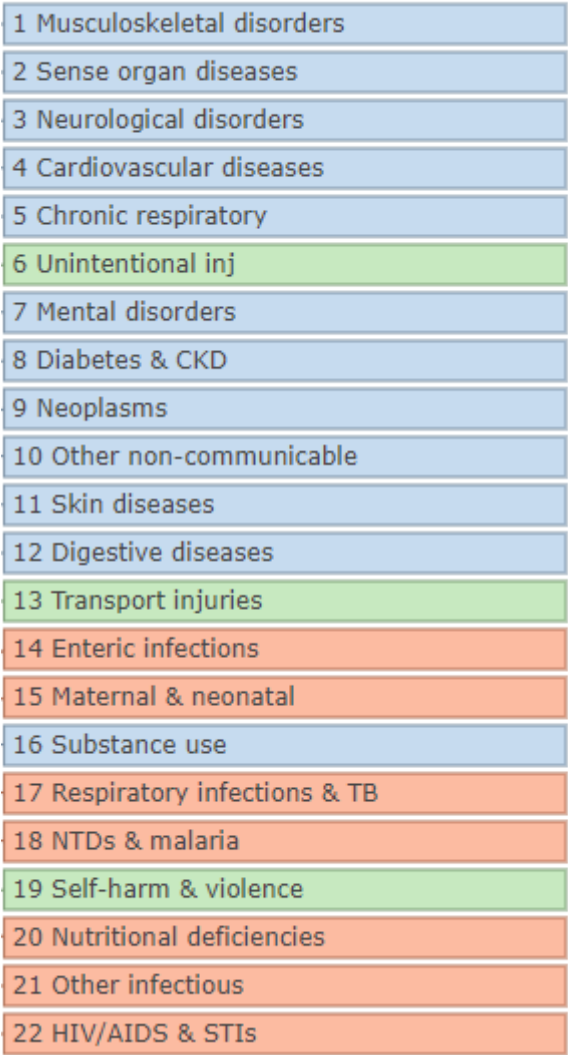 1 Musculoskeletal disorders
2 Sense organ diseases
3 Neurological disorders
4 Cardiovascular diseases
5 Chronic respiratory
6 Unintentional inj
7 Mental disorders
8 Diabetes & CKD
9 Neoplasms
10 Other non-communicable
11 Skin diseases
12 Digestive diseases
13 Transport injuries
14 Enteric infections
15 Maternal & neonatal
16 Substance use
17 Respiratory infections & TB
18 NTDs & malaria
19 Self-harm & violence
20 Nutritional deficiencies
21 Other infectious
22 HIV/AIDS & STIs